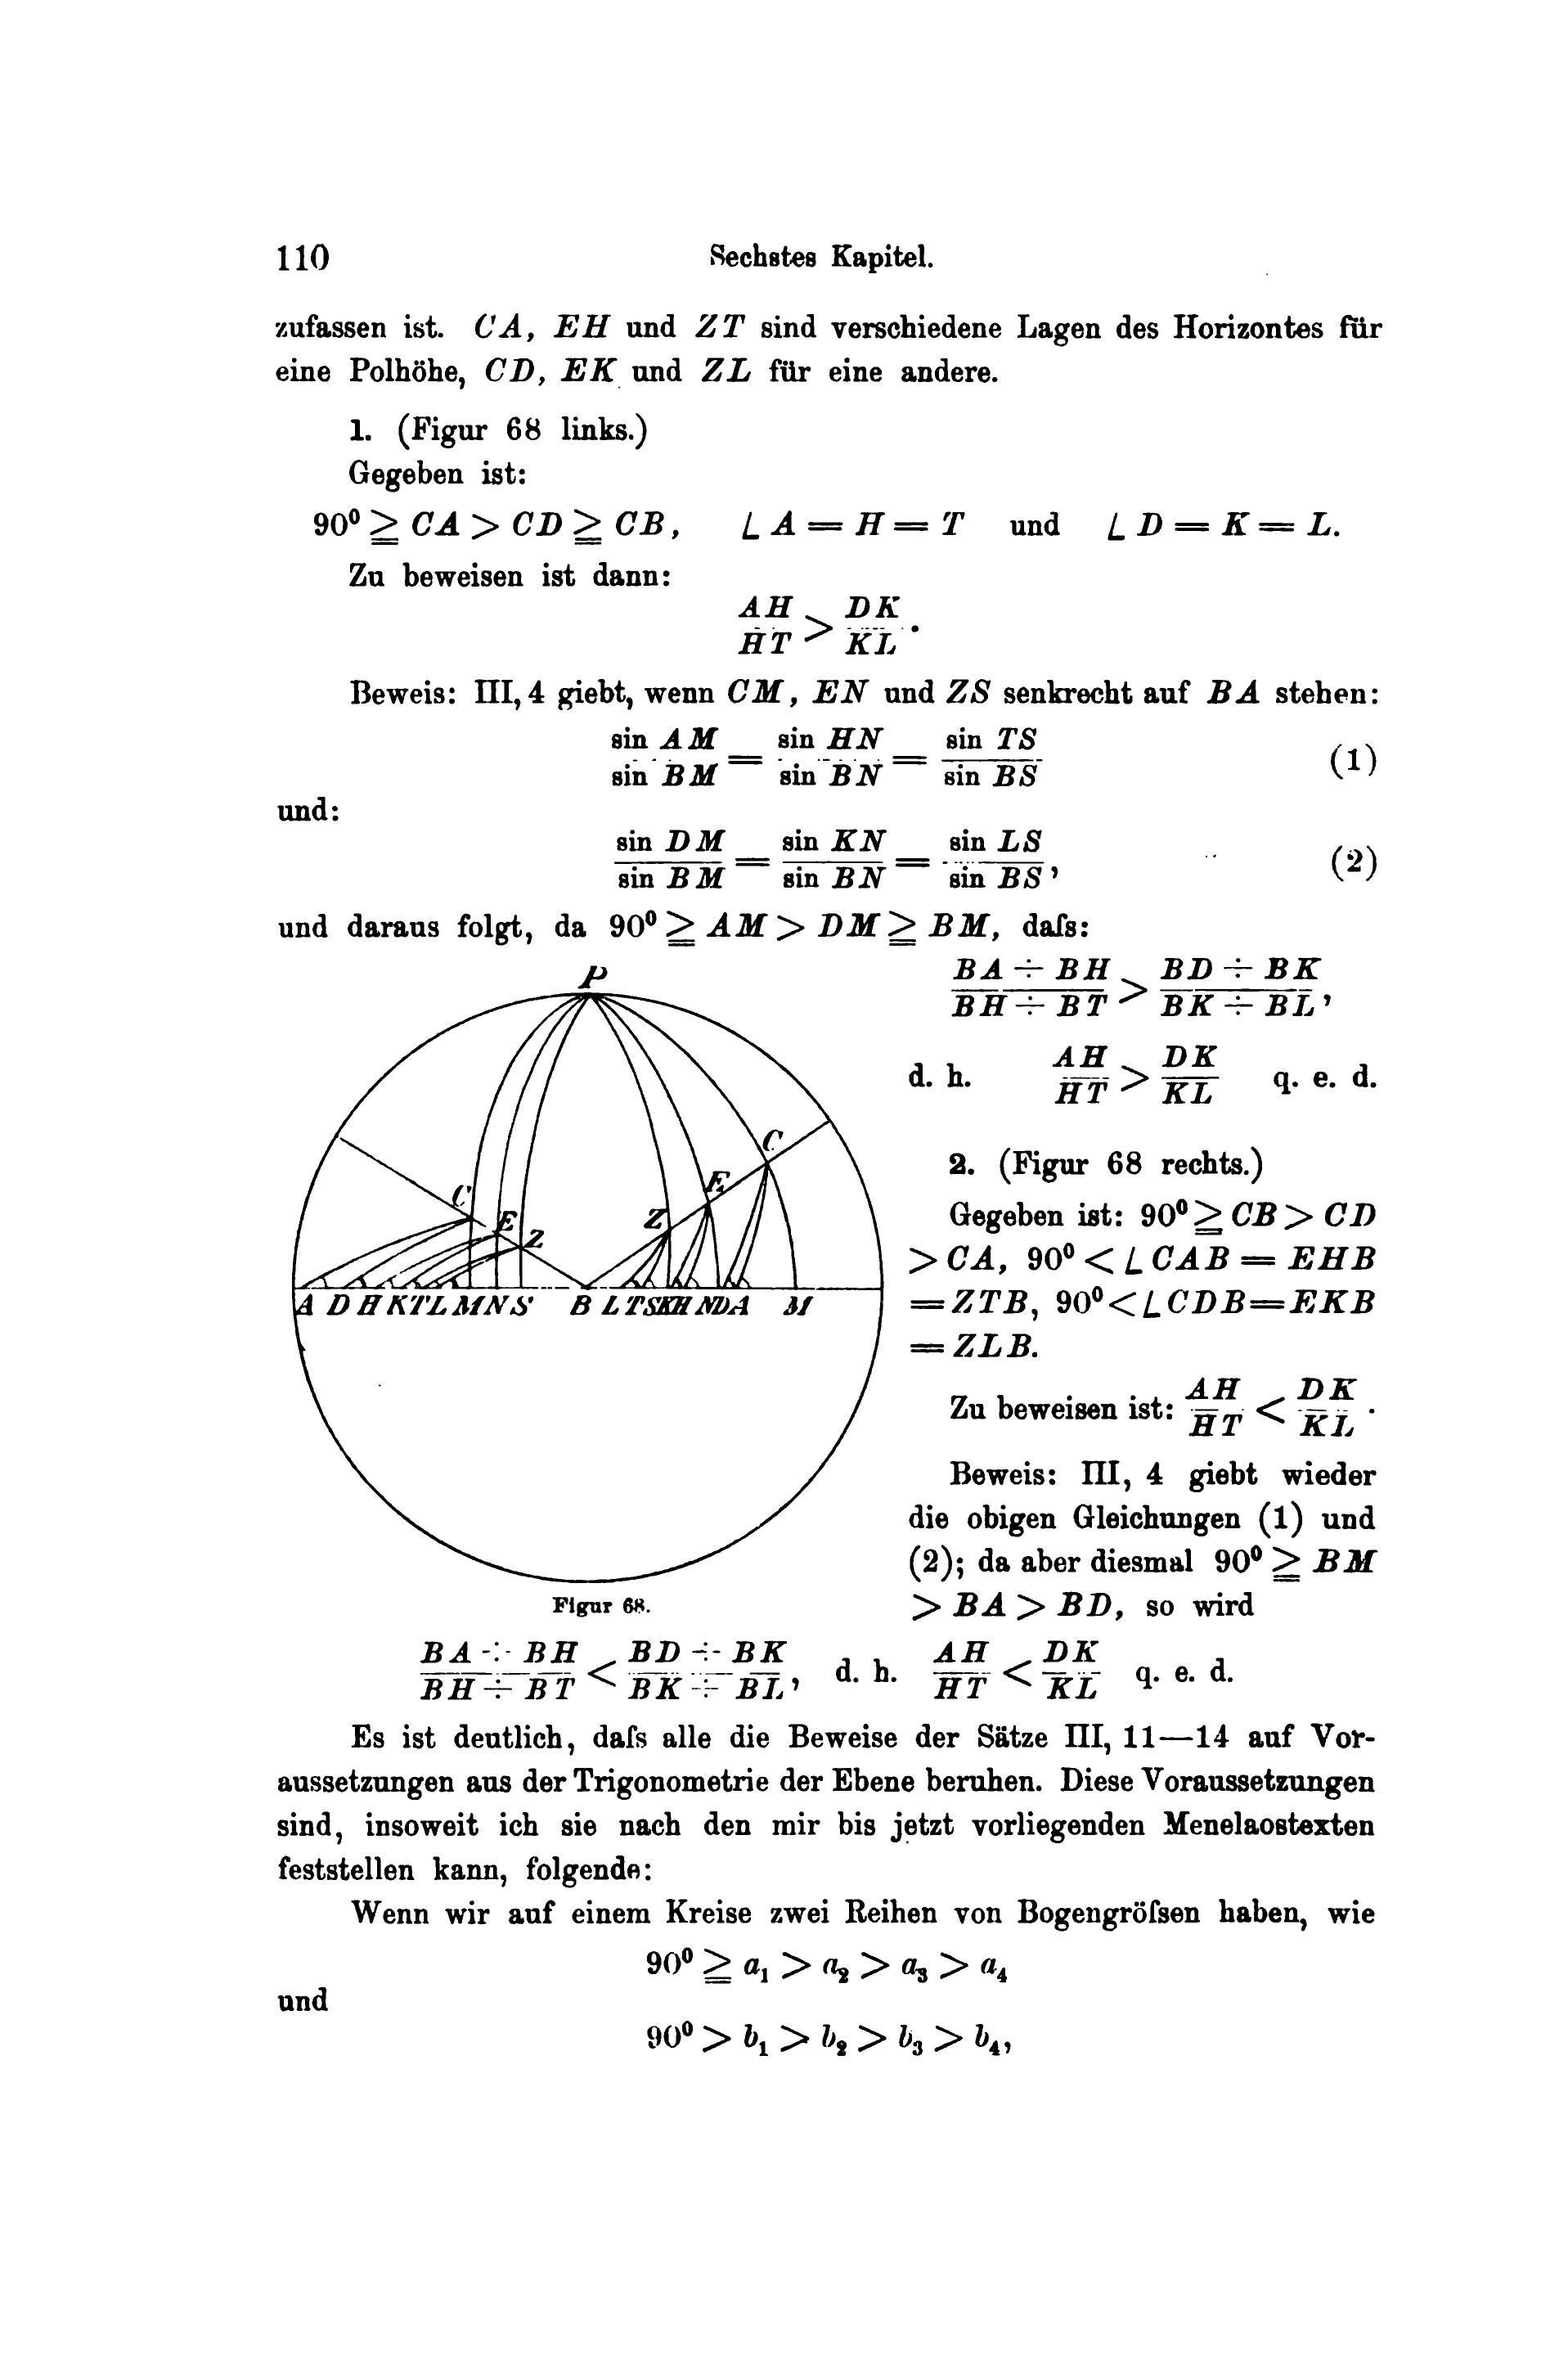 110 Sechstes Kapitel.
zufassen ist. CA, EH und ZT sind verschiedene Lagen des Horizontes für
eine Polhöhe, CD, EK und ZL für eine andere.
1. (Figur 68 links.)
Gegeben ist:
90⁰ ≧ CA > CD ≧ CB, ∠ A = H = T und ∠ D = K = L.
Zu beweisen ist dann:
AH/HT > DK/KL.
Beweis: III, 4 giebt, wenn CM, EN und ZS senkrecht auf BA stehen:
sin AM/sin BM = sin HN/sin BN = sin TS/sin BS (1)
und:
sin DM/sin BM = sin KN/sin BN = sin LS/sin BS, (2)
und daraus folgt, da 90⁰ ≧ AM > DM ≧ BM, daſs:
(BA ÷ BH)/(BH ÷ BT) > (BD ÷ BK)/(BK ÷ BL),
d. h. AH/HT > DK/KL q. e. d.
P
C
E
Z
Z
E
C
A D H K T L M N S B L T S K H N D A M
Figur 68.
2. (Figur 68 rechts.)
Gegeben ist: 90⁰ ≧ CB > CD
> CA, 90⁰ < ∠ CAB = EHB
= ZTB, 90⁰ < ∠ CDB = EKB
= ZLB.
Zu beweisen ist: AH/HT < DK/KL.
Beweis: III, 4 giebt wieder
die obigen Gleichungen (1) und
(2); da aber diesmal 90⁰ ≧ BM
> BA > BD, so wird
(BA ÷ BH)/(BH ÷ BT) < (BD ÷ BK)/(BK ÷ BL), d. h. AH/HT < DK/KL q. e. d.
Es ist deutlich, daſs alle die Beweise der Sätze III, 11—14 auf Vor-
aussetzungen aus der Trigonometrie der Ebene beruhen. Diese Voraussetzungen
sind, insoweit ich sie nach den mir bis jetzt vorliegenden Menelaostexten
feststellen kann, folgende:
Wenn wir auf einem Kreise zwei Reihen von Bogengröſsen haben, wie
90⁰ ≧ a₁ > a₂ > a₃ > a₄
und
90⁰ > b₁ > b₂ > b₃ > b₄,